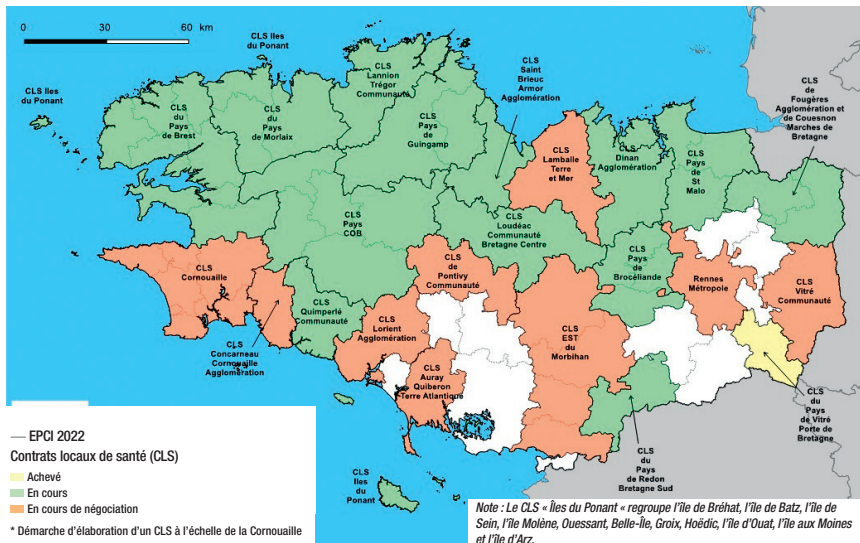 0 30 60 km
CLS Iles
du Ponant
CLS Iles
du Ponant
CLS
du
Pays
de Brest
CLS
du
Pays
de Morlaix
CLS
Lannion
Trégor
Communauté
CLS
Pays
de
Guingamp
CLS
Saint
Brieuc
Armor
Agglomération
CLS
Lamballe
Terre
et Mer
CLS
Dinan
Agglomération
CLS
Pays
de
St
Malo
CLS
de
Fougères
Agglomération et
de Couesnon
Marches de
Bretagne
CLS
Pays
COB
CLS
Loudéac
Communauté
Bretagne Centre
CLS
Pays
de
Brocéliande
Rennes
Métropole
CLS
Vitré
Communauté
CLS
Cornouaille
CLS
Concarneau
Cornouaille
Agglomération
CLS
Quimperlé
Communauté
CLS
Lorient
Agglomération
CLS
de
Pontivy
Communauté
CLS
Auray
Quiberon
Terre Atlantique
CLS
EST
du
Morbihan
CLS
du
Pays
de Redon
Bretagne Sud
CLS
du
Pays
de Vitré
Porte de
Bretagne
CLS
Iles
du
Ponant
— EPCI 2022
Contrats locaux de santé (CLS)
Achevé
En cours
En cours de négociation
* Démarche d'élaboration d'un CLS à l'échelle de la Cornouaille
Note : Le CLS « Îles du Ponant « regroupe l'île de Bréhat, l'île de Batz, l'île de
Sein, l'île Molène, Ouessant, Belle-Île, Groix, Hoëdic, l'île d'Ouat, l'île aux Moines
et l'île d'Arz.